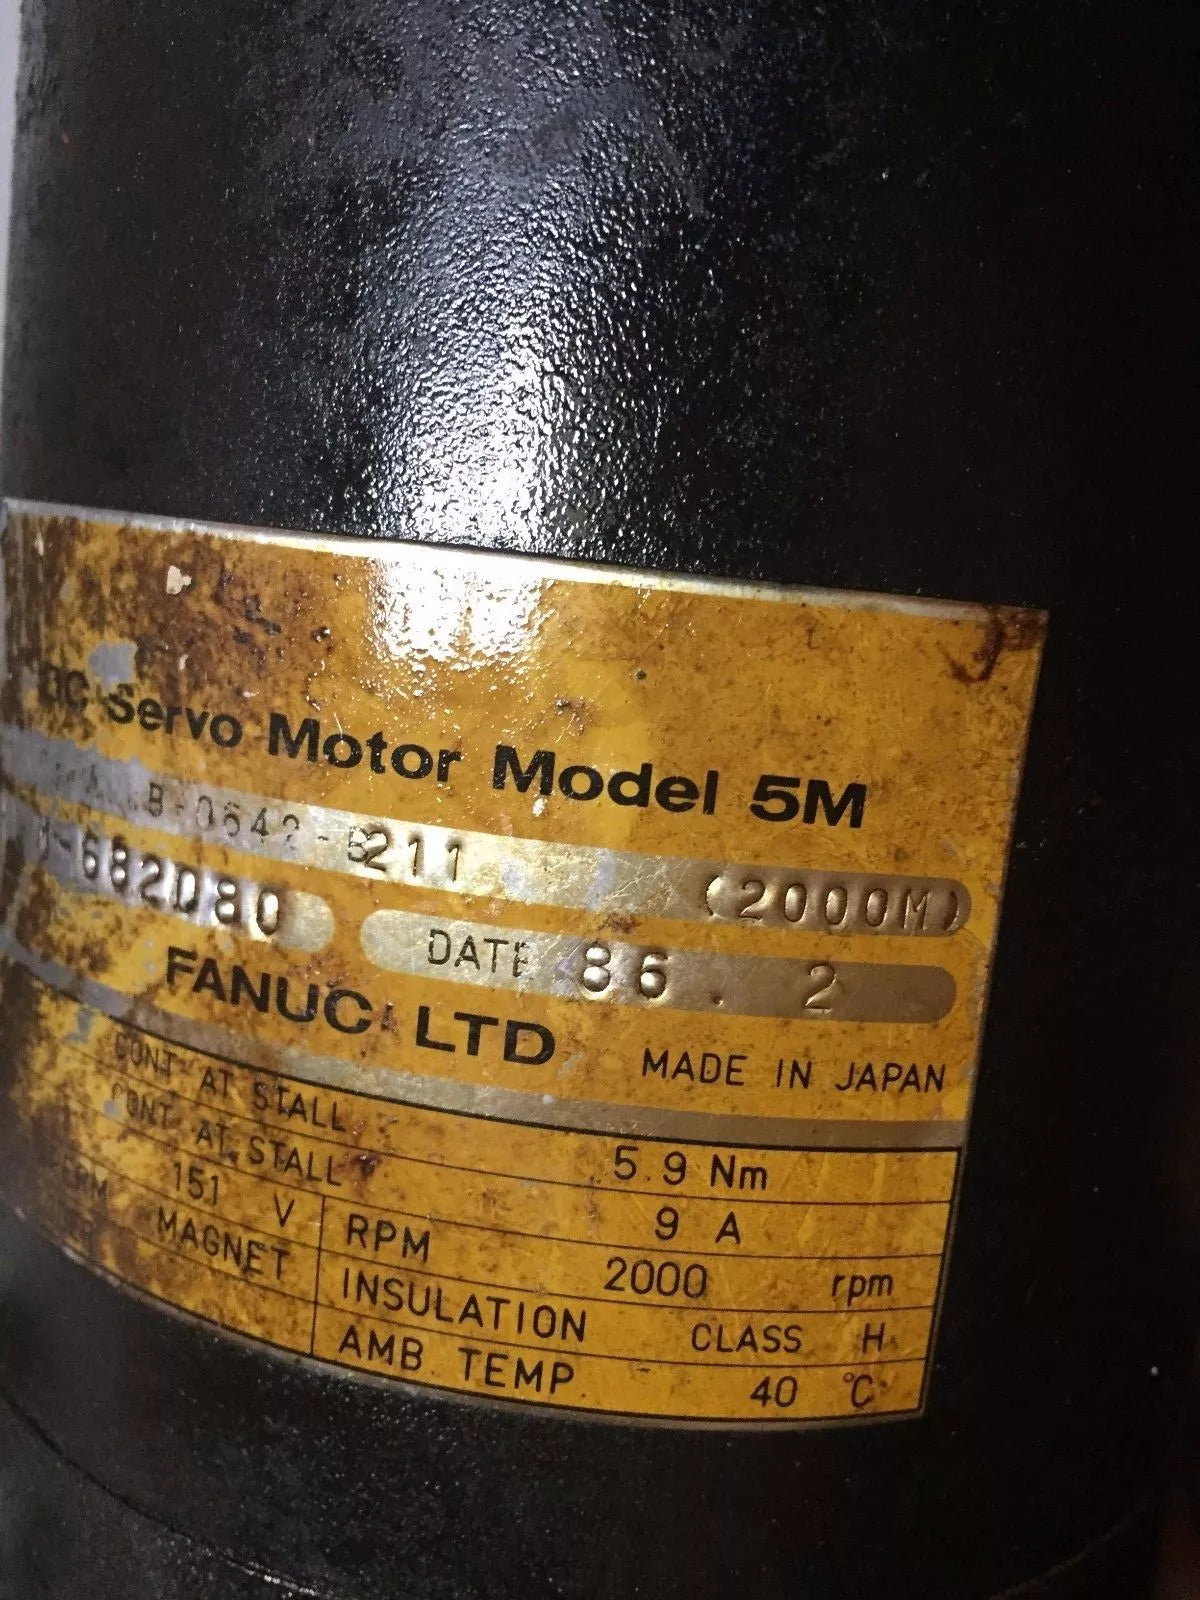 DC Servo Motor Model 5M
B-0642-B211 (2000M)
-682080 DATE 86.2
FANUC LTD MADE IN JAPAN
CONT AT STALL 5.9 Nm
CONT AT STALL 9 A
151 V RPM 2000 rpm
MAGNET INSULATION CLASS H
AMB TEMP. 40 °C